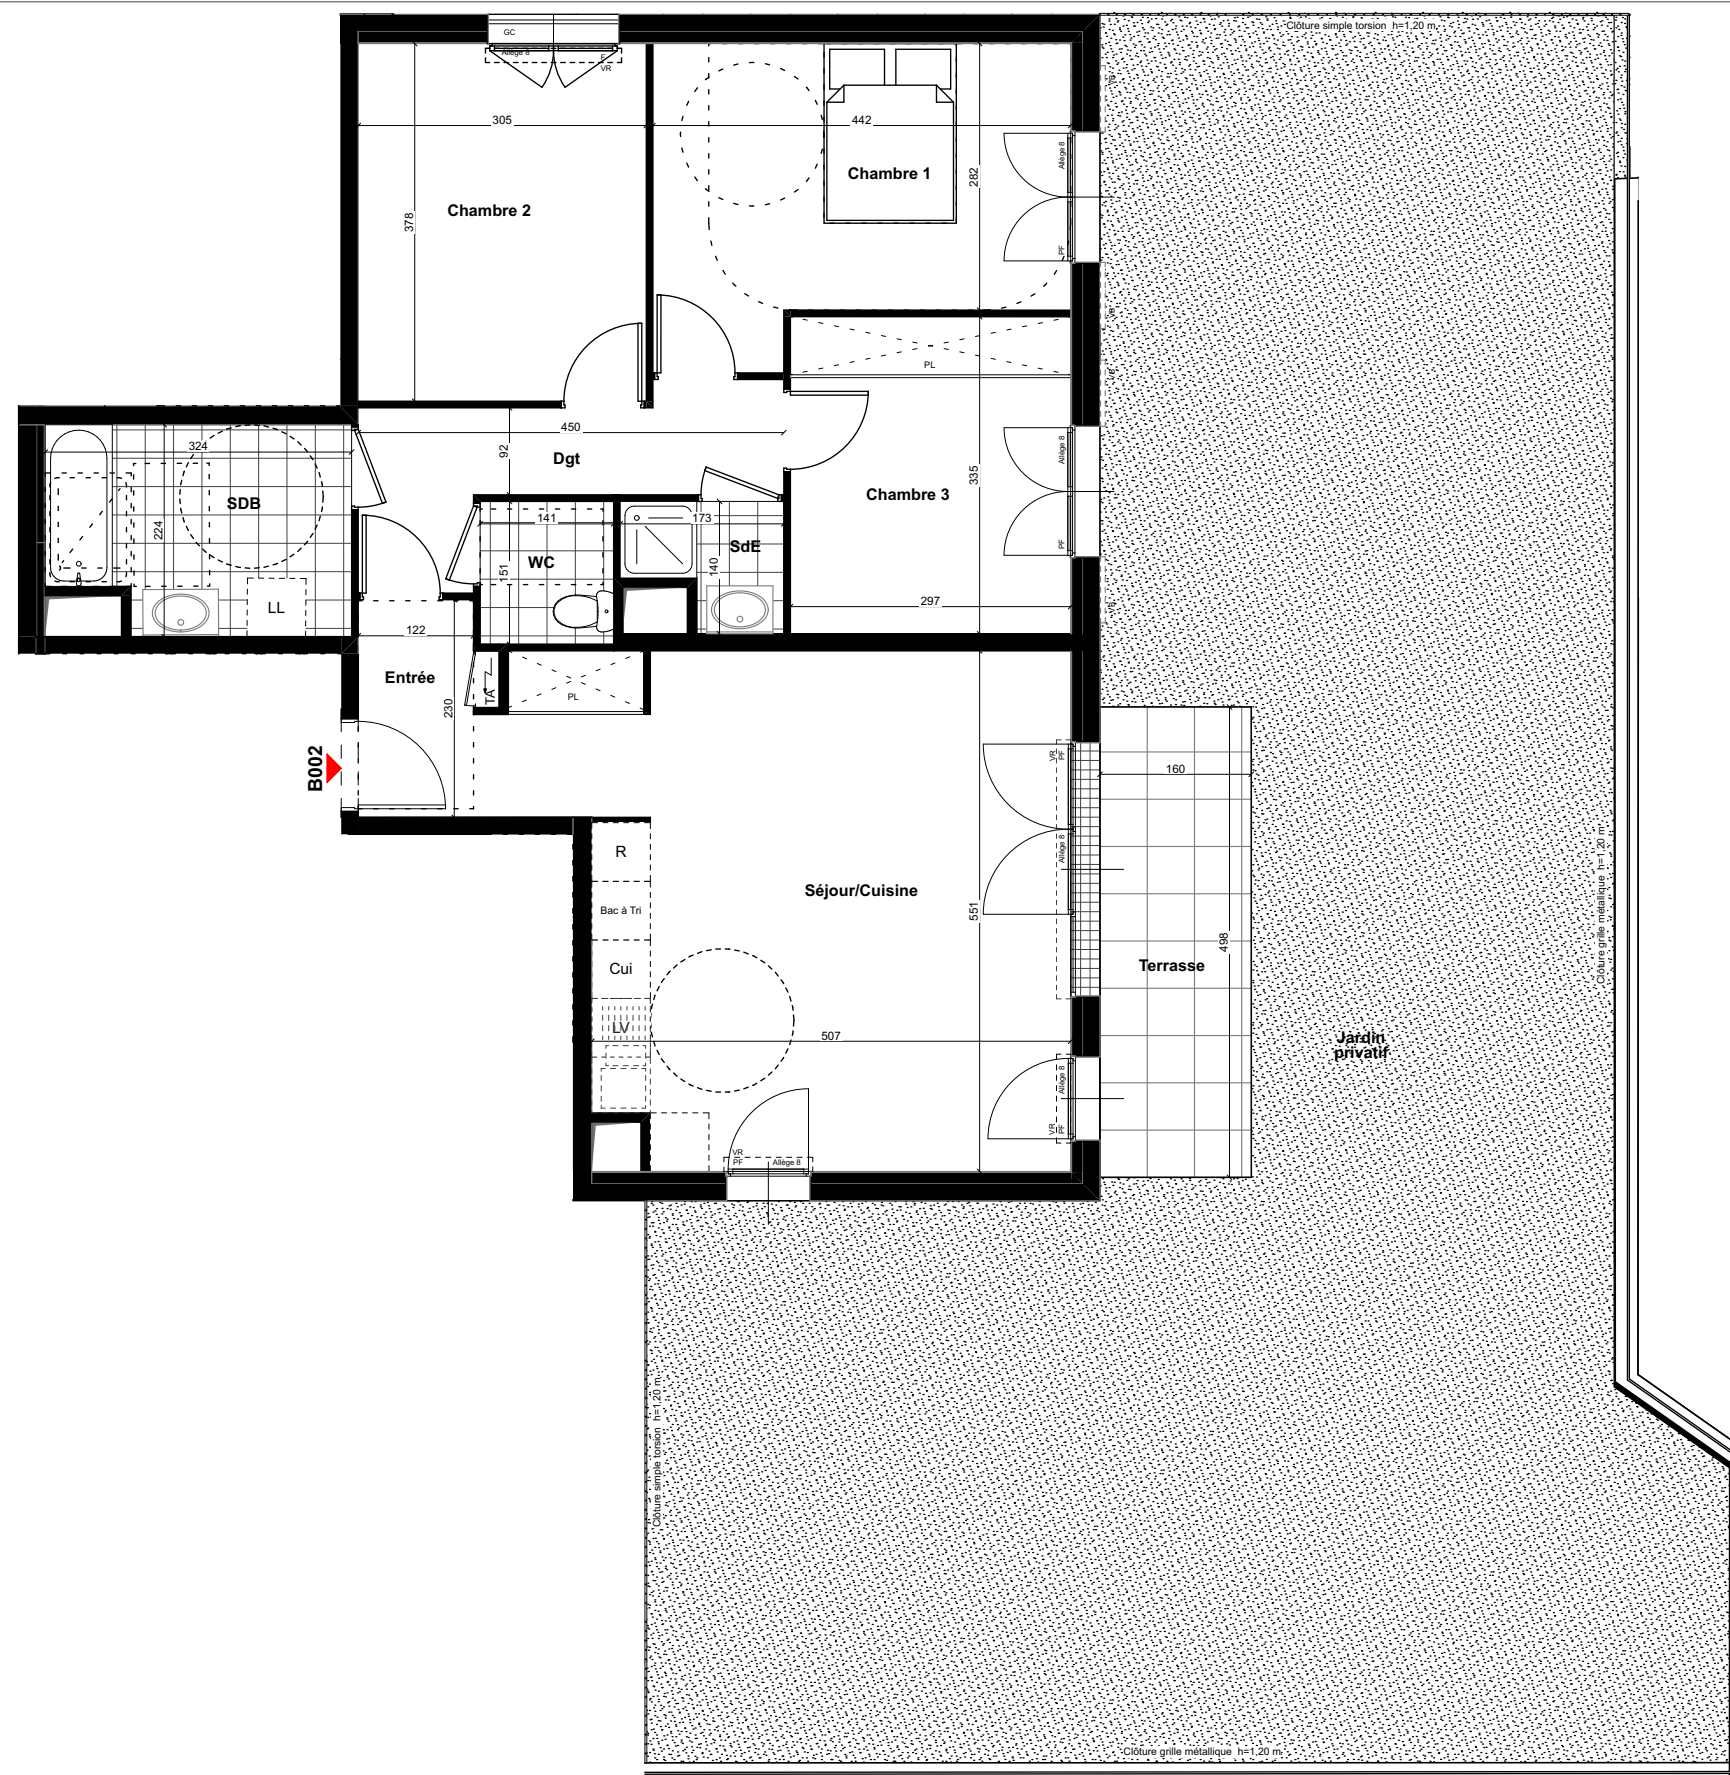 Clôture simple torsion h=1,20 m
GC
Allège 8
F
VR
VR
305
442
Allège 8
Chambre 1
282
Chambre 2
378
PF
VR
PL
VR
450
324
92
Dgt
Allège 8
335
SDB
Chambre 3
224
141
173
SdE
PF
WC
151
140
LL
297
VR
122
Entrée
TA
PL
230
B002
VR
PF
160
R
Allège 8
Séjour/Cuisine
Clôture grille métallique h=1,20 m
Bac à Tri
551
498
Cui
Terrasse
LV
507
Jardin
privatif
Allège 8
VR
PF
VR
PF
Allège 8
Clôture simple torsion h=1,20 m
Clôture grille métallique h=1,20 m